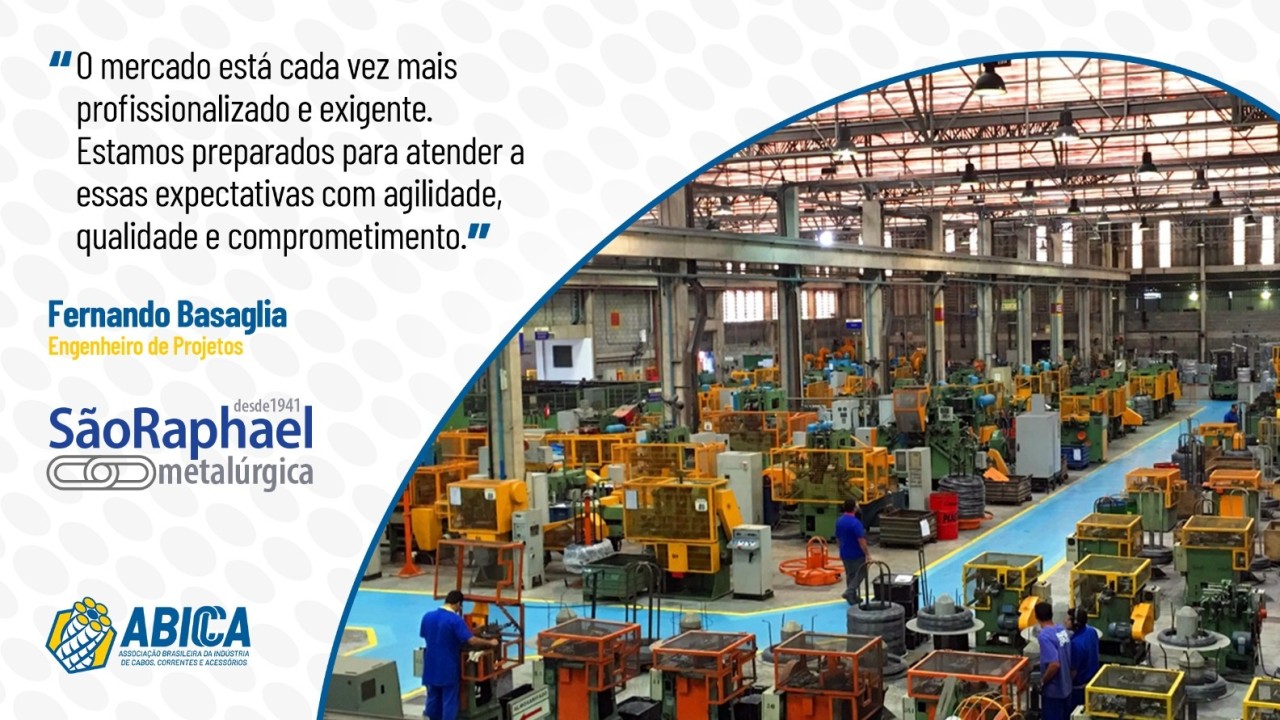 “O mercado está cada vez mais
profissionalizado e exigente.
Estamos preparados para atender a
essas expectativas com agilidade,
qualidade e comprometimento.”
Fernando Basaglia
Engenheiro de Projetos
desde1941
SãoRaphael
metalúrgica
ABICCA
ASSOCIAÇÃO BRASILEIRA DA INDÚSTRIA
DE CABOS, CORRENTES E ACESSÓRIOS